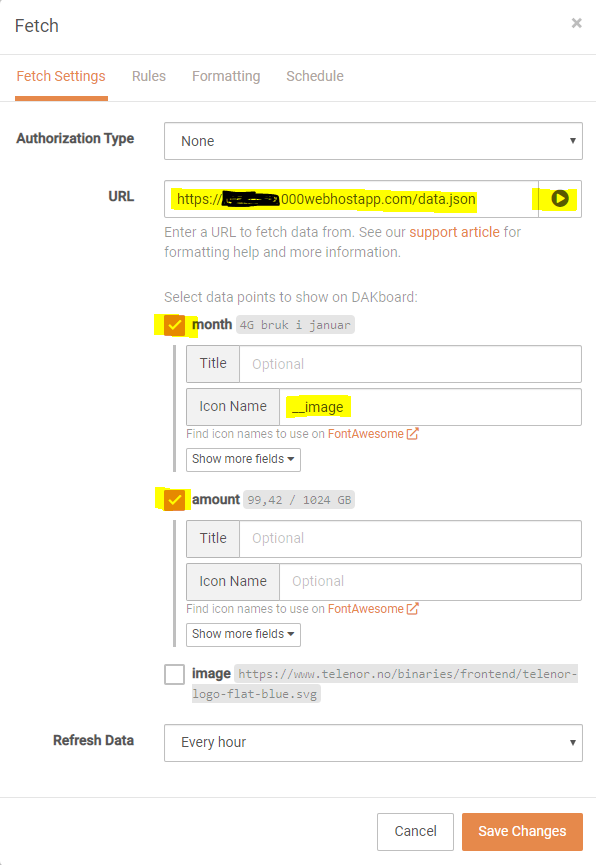 Fetch ×
Fetch Settings Rules Formatting Schedule
Authorization Type None
URL https:// 000webhostapp.com/data.json
Enter a URL to fetch data from. See our support article for
formatting help and more information.
Select data points to show on DAKboard:
month 4G bruk i januar
Title Optional
Icon Name __image
Find icon names to use on FontAwesome
Show more fields
amount 99,42 / 1024 GB
Title Optional
Icon Name Optional
Find icon names to use on FontAwesome
Show more fields
image https://www.telenor.no/binaries/frontend/telenor-
logo-flat-blue.svg
Refresh Data Every hour
Cancel Save Changes